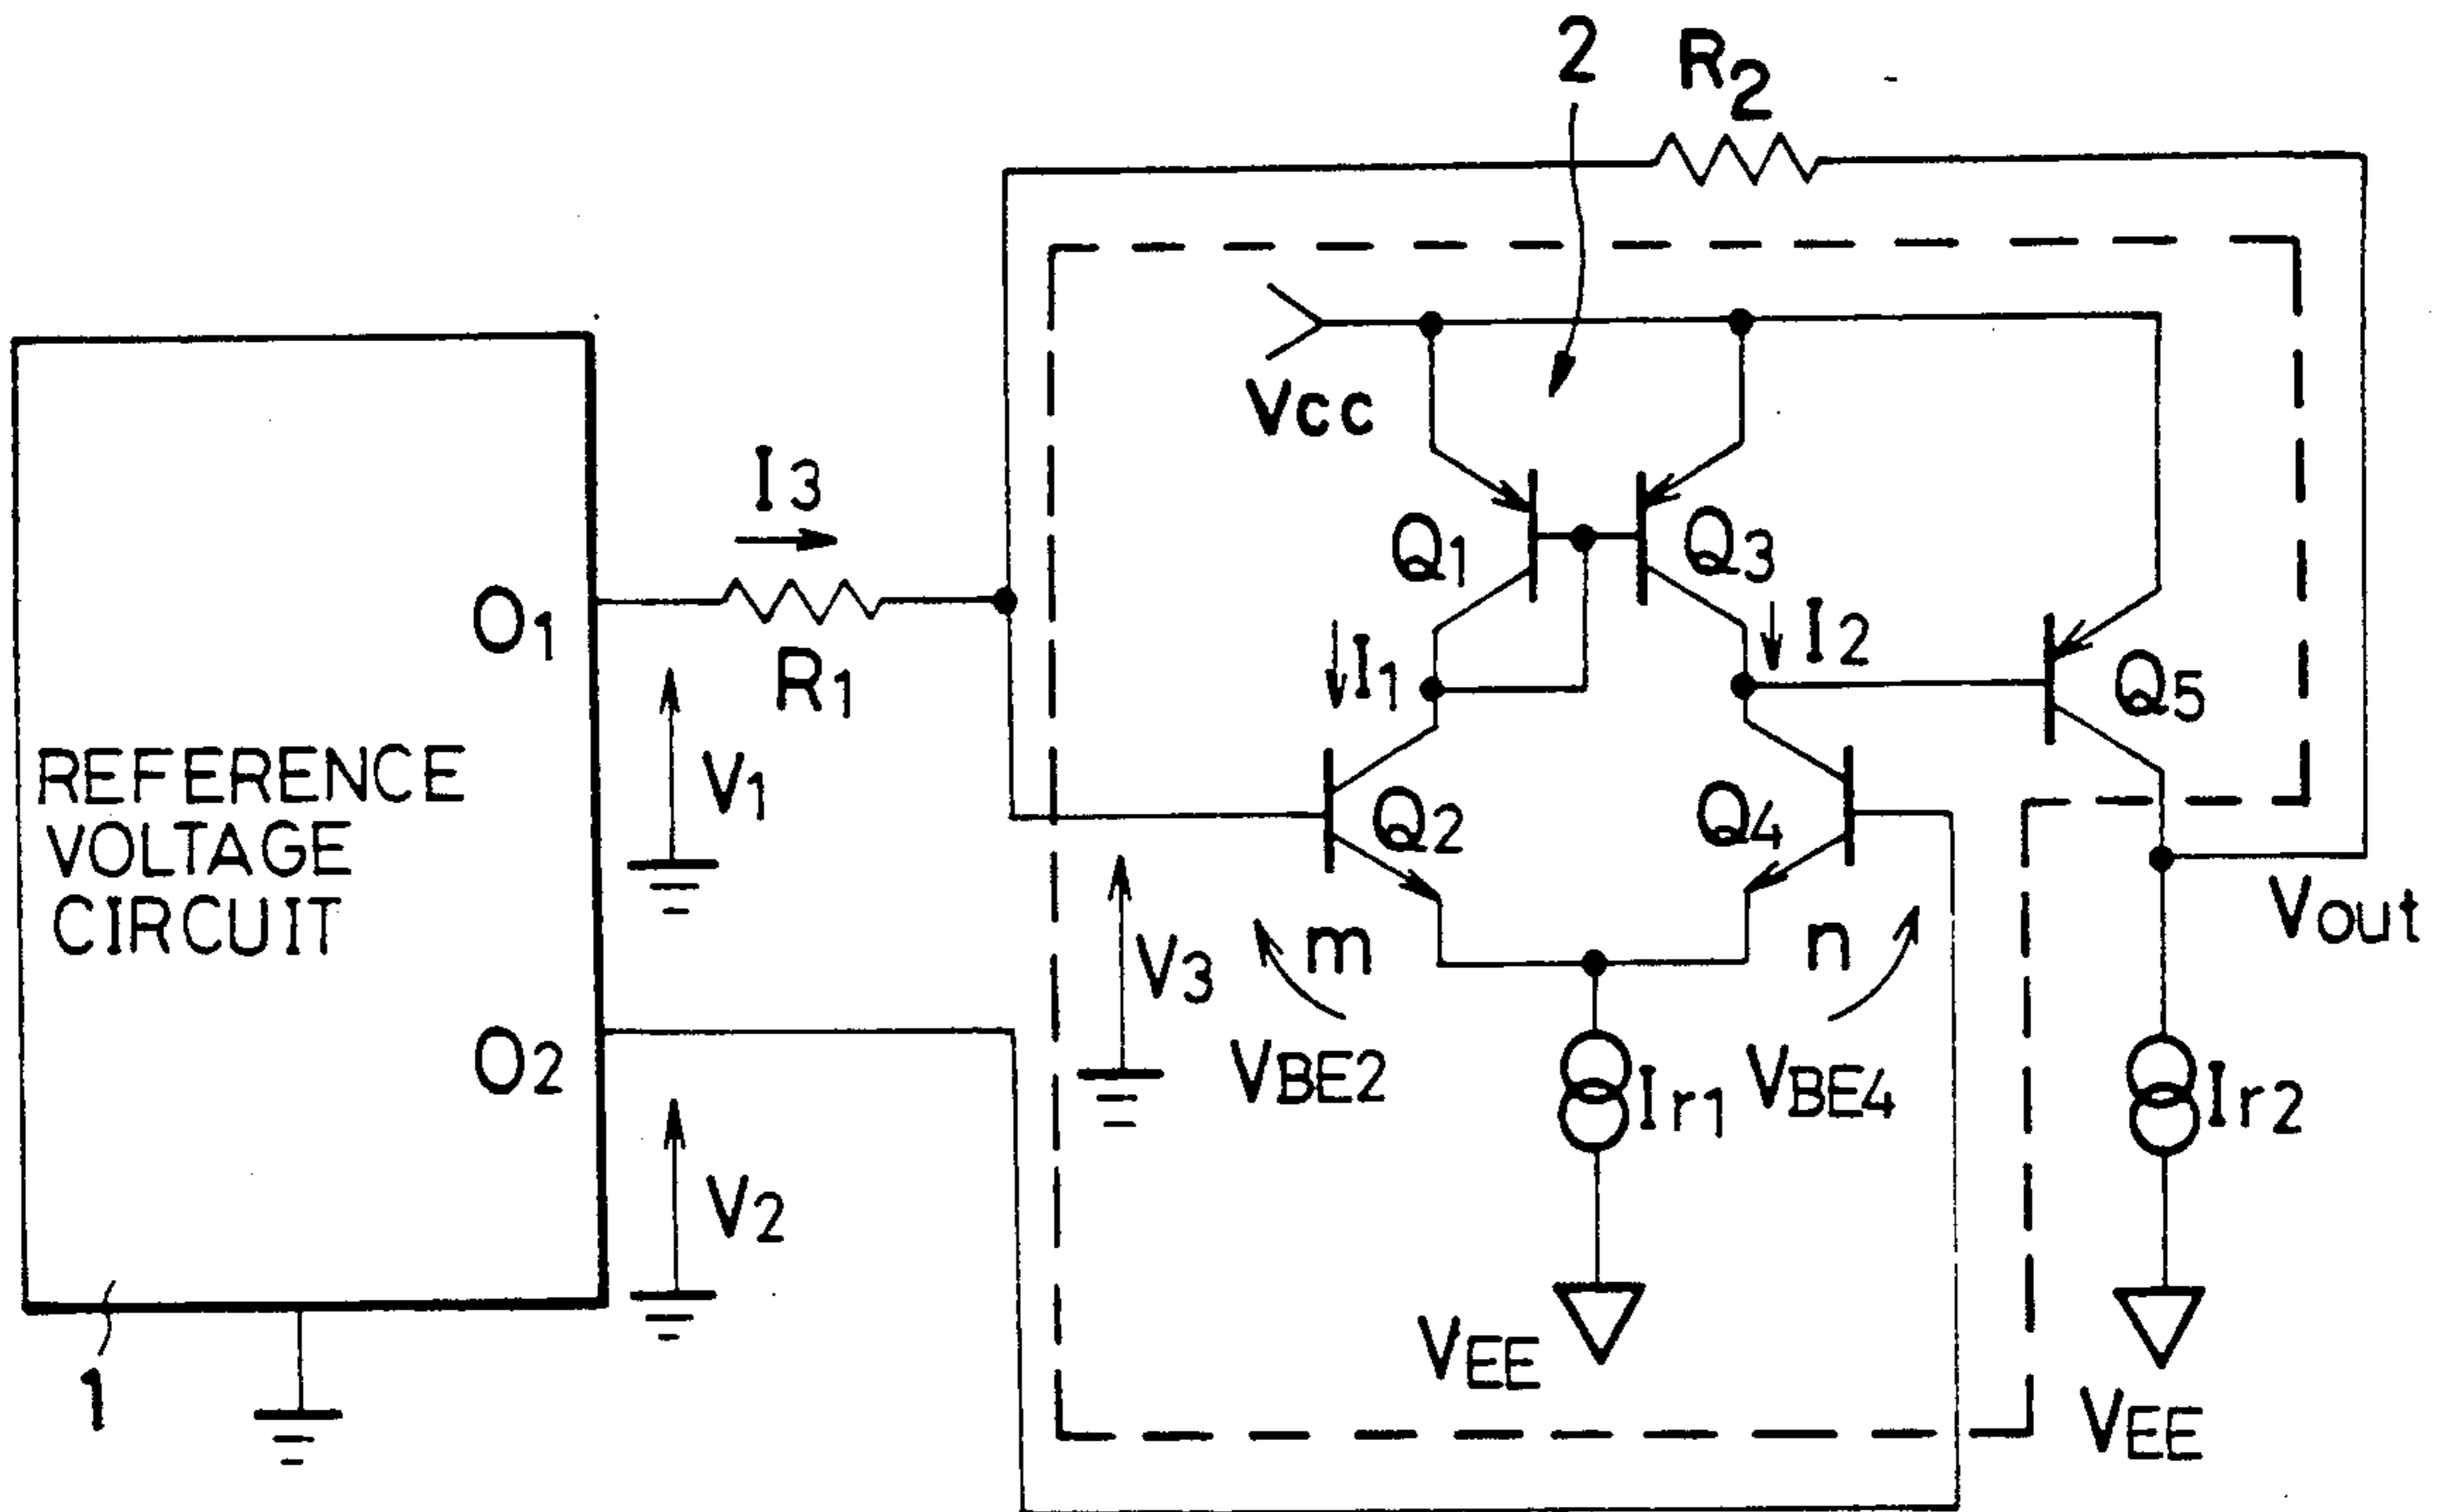 2
R2
Vcc
I3
Q1
Q3
O1
R1
I1
I2
Q5
REFERENCE
VOLTAGE
CIRCUIT
V1
Q2
Q4
Vout
V3
m
n
O2
VBE2
Ir1
VBE4
Ir2
V2
VEE
VEE
1